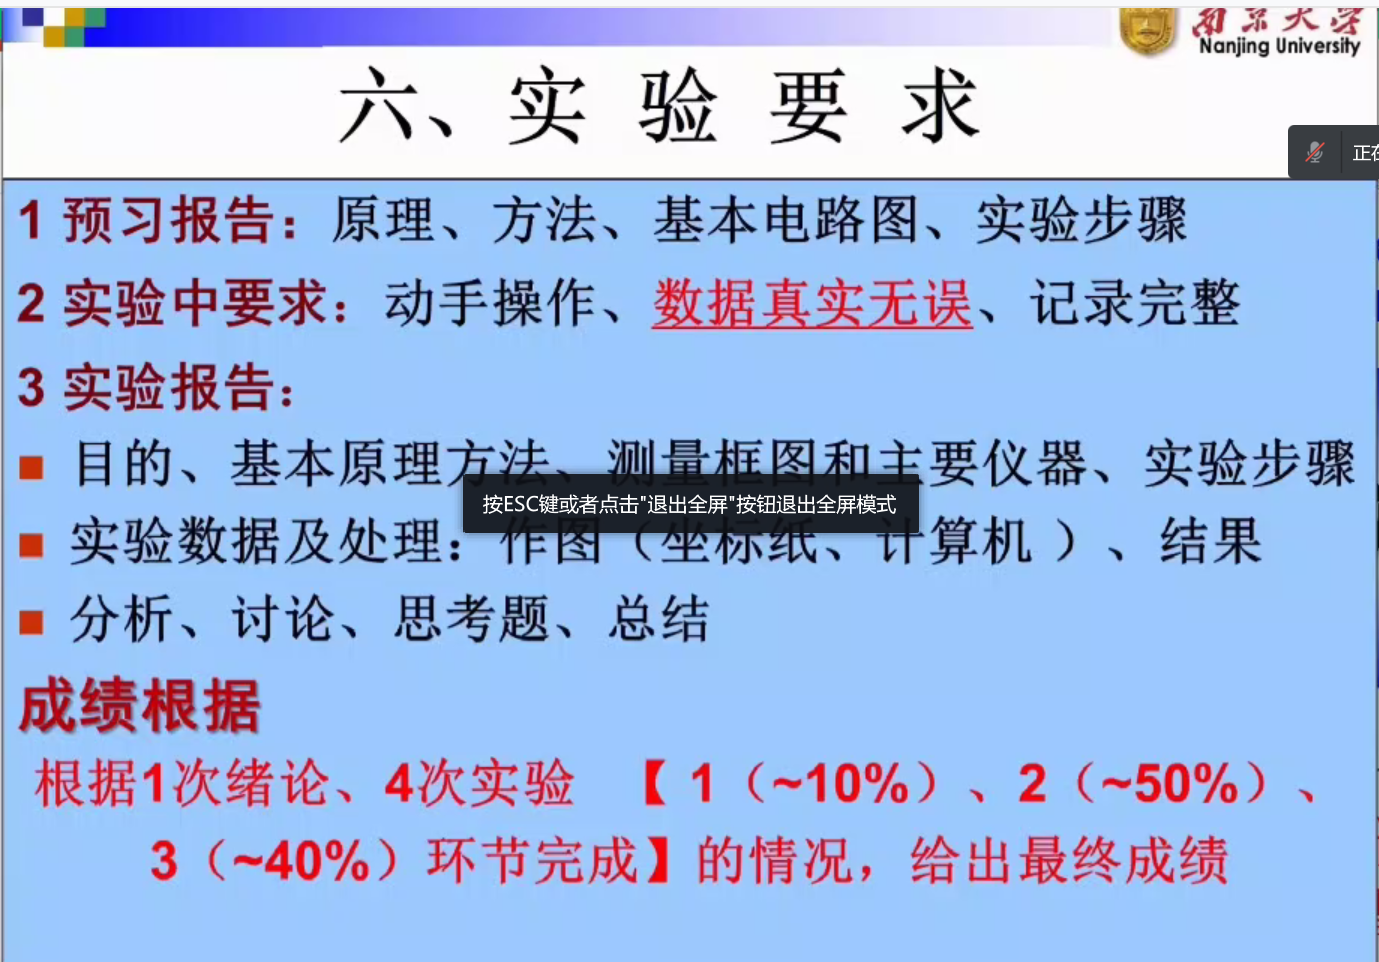 南京大学
Nanjing University
六、实 验 要 求
正在
1 预习报告：原理、方法、基本电路图、实验步骤
2 实验中要求：动手操作、数据真实无误、记录完整
3 实验报告：
■ 目的、基本原理方法、测量框图和主要仪器、实验步骤
按ESC键或者点击"退出全屏"按钮退出全屏模式
■ 实验数据及处理：作图（坐标纸、计算机 ）、结果
■ 分析、讨论、思考题、总结
成绩根据
根据1次绪论、4次实验 【 1（~10%）、2（~50%）、
3（~40%）环节完成】的情况，给出最终成绩